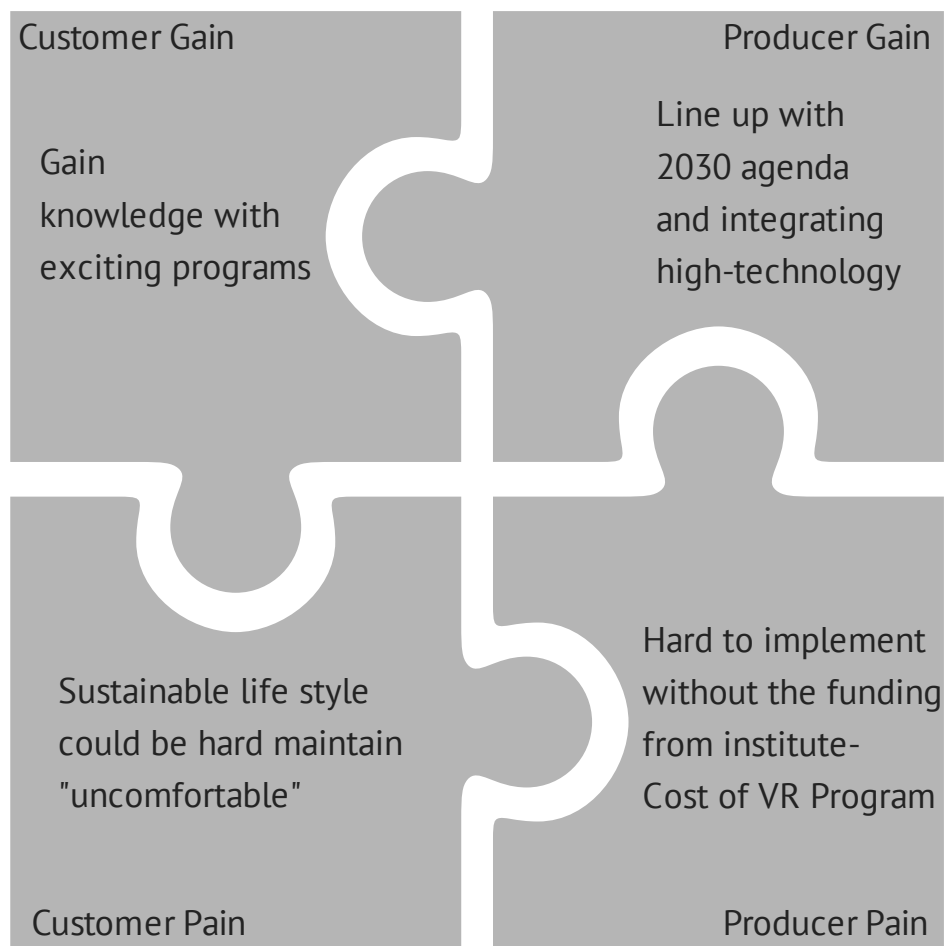 Customer Gain
Gain
knowledge with
exciting programs
Producer Gain
Line up with
2030 agenda
and integrating
high-technology
Sustainable life style
could be hard maintain
"uncomfortable"
Customer Pain
Hard to implement
without the funding
from institute-
Cost of VR Program
Producer Pain